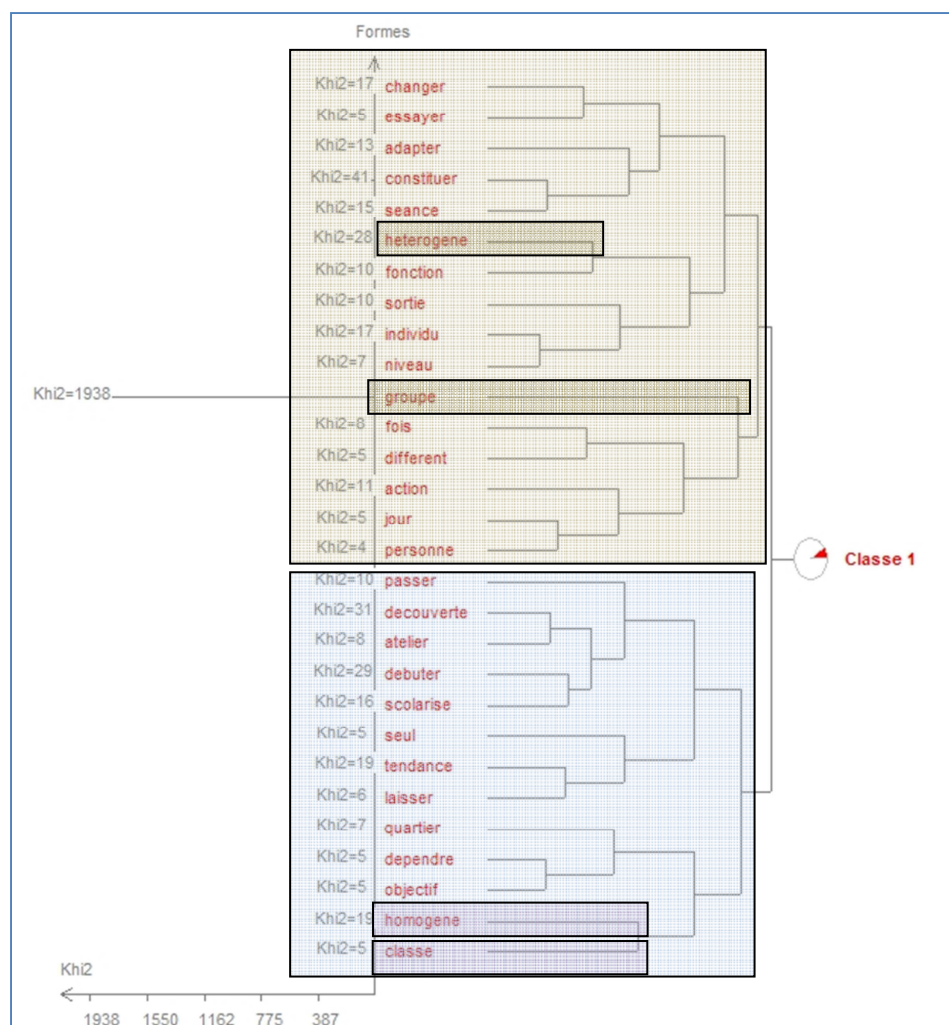 Formes
Khi2=17 changer
Khi2=5 essayer
Khi2=13 adapter
Khi2=41 constituer
Khi2=15 seance
Khi2=28 heterogene
Khi2=10 fonction
Khi2=10 sortie
Khi2=17 individu
Khi2=7 niveau
Khi2=1938 groupe
Khi2=8 fois
Khi2=5 different
Khi2=11 action
Khi2=5 jour
Khi2=4 personne
Classe 1
Khi2=10 passer
Khi2=31 decouverte
Khi2=8 atelier
Khi2=29 debuter
Khi2=16 scolarise
Khi2=5 seul
Khi2=19 tendance
Khi2=6 laisser
Khi2=7 quartier
Khi2=5 dependre
Khi2=5 objectif
Khi2=19 homogene
Khi2=5 classe
Khi2
1938 1550 1162 775 387